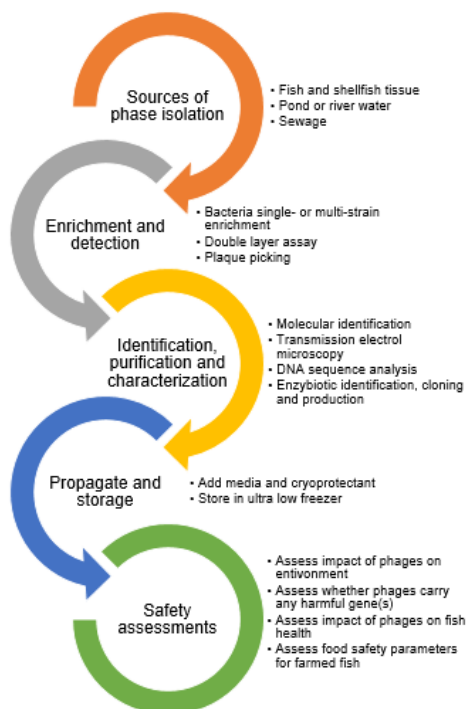 Sources of
phase isolation
• Fish and shellfish tissue
• Pond or river water
• Sewage
Enrichment and
detection
• Bacteria single- or multi-strain
enrichment
• Double layer assay
• Plaque picking
Identification,
purification and
characterization
• Molecular identification
• Transmission electrol
microscopy
• DNA sequence analysis
• Enzybiotic identification, cloning
and production
Propagate and
storage
• Add media and cryoprotectant
• Store in ultra low freezer
Safety
assessments
• Assess impact of phages on
entivonment
• Assess whether phages carry
any harmful gene(s)
• Assess impact of phages on fish
health
• Assess food safety parameters
for farmed fish